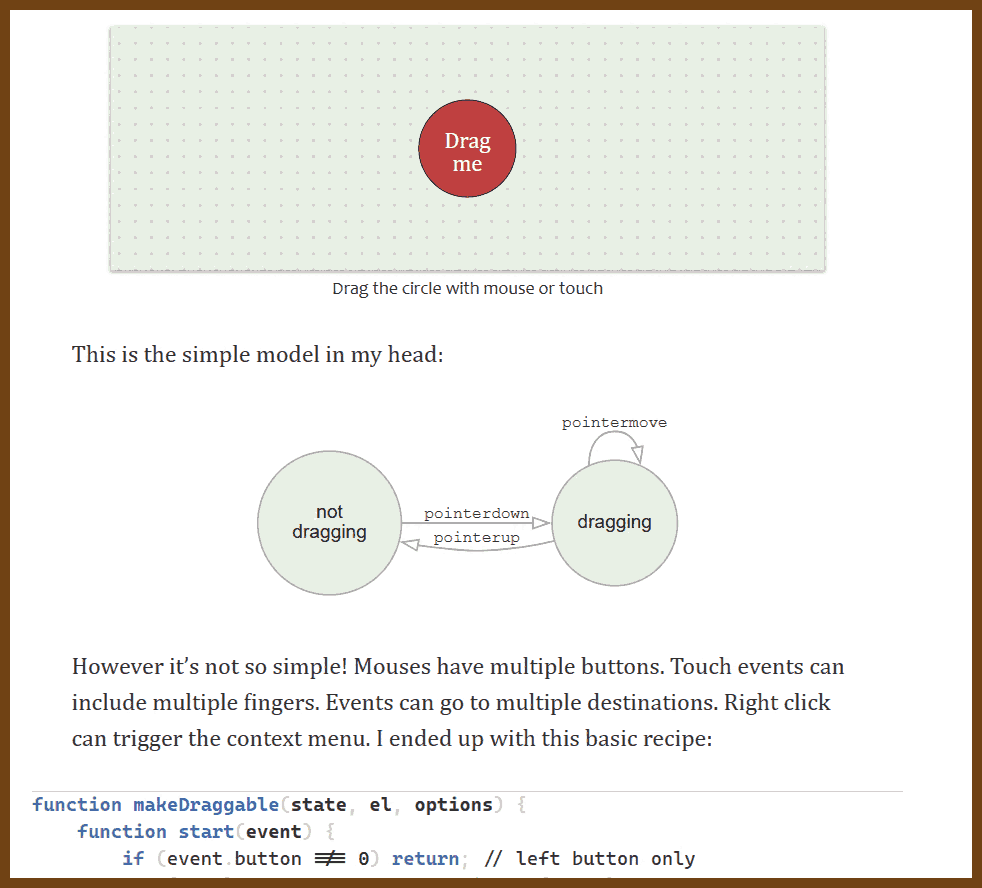 Drag
me
Drag the circle with mouse or touch
This is the simple model in my head:
pointermove
not
dragging
pointerdown
pointerup
dragging
However it’s not so simple! Mouses have multiple buttons. Touch events can
include multiple fingers. Events can go to multiple destinations. Right click
can trigger the context menu. I ended up with this basic recipe:
function makeDraggable(state, el, options) {
function start(event) {
if (event.button !== 0) return; // left button only